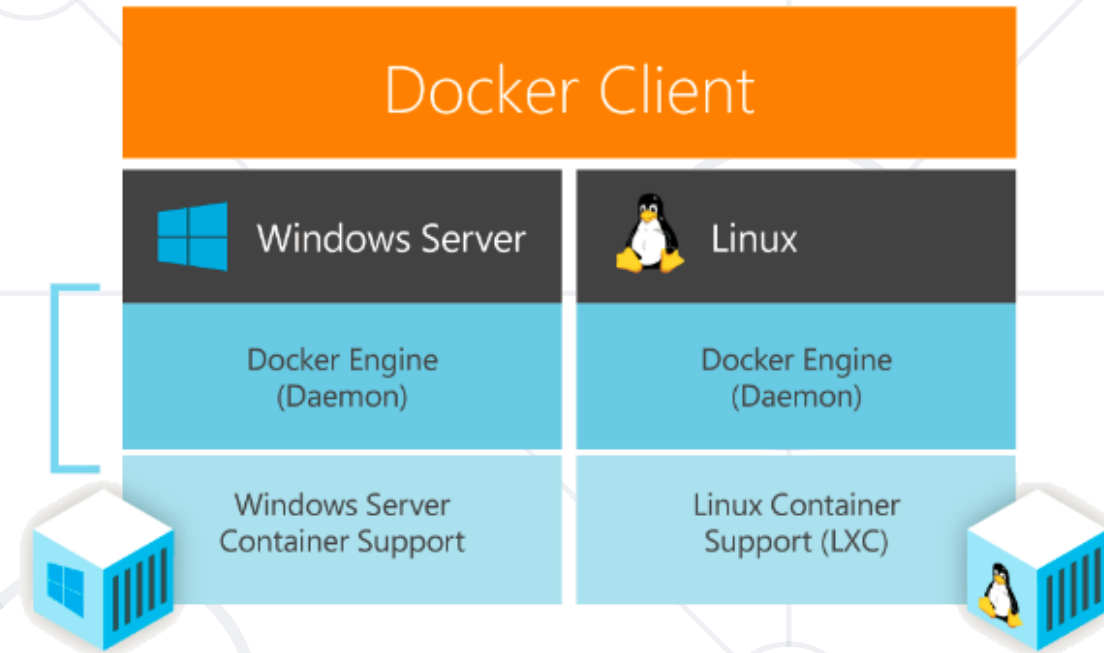 Docker Client
Windows Server
Linux
Docker Engine
(Daemon)
Docker Engine
(Daemon)
Windows Server
Container Support
Linux Container
Support (LXC)